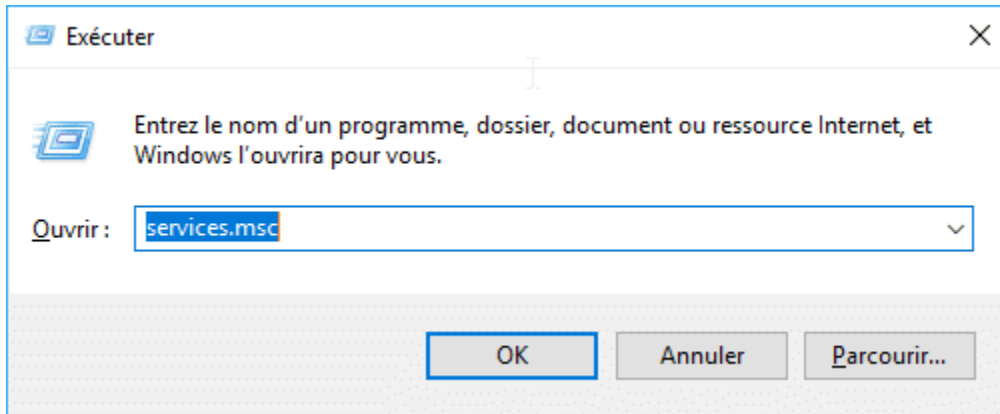 Exécuter
Entrez le nom d'un programme, dossier, document ou ressource Internet, et
Windows l'ouvrira pour vous.
Ouvrir : services.msc
OK Annuler Parcourir...